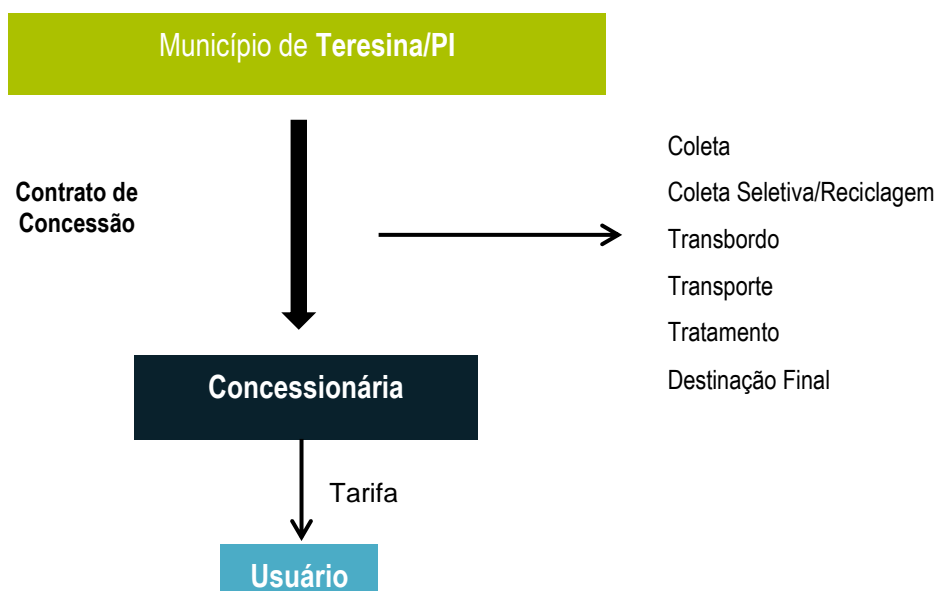 Município de Teresina/PI
Contrato de
Concessão
Coleta
Coleta Seletiva/Reciclagem
Transbordo
Transporte
Tratamento
Destinação Final
Concessionária
Tarifa
Usuário